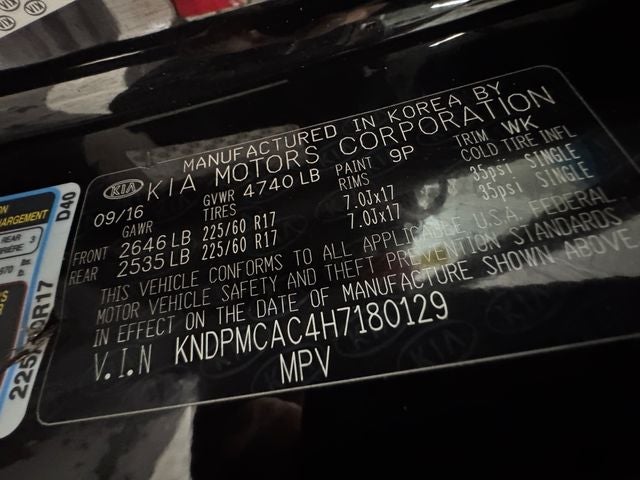 MANUFACTURED IN KOREA BY
KIA KIA MOTORS CORPORATION
09/16 GVWR 4740 LB PAINT 9P TRIM WK
GAWR TIRES RIMS COLD TIRE INFL
FRONT 2646 LB 225/60 R17 7.0Jx17 35psi SINGLE
REAR 2535 LB 225/60 R17 7.0Jx17 35psi SINGLE
THIS VEHICLE CONFORMS TO ALL APPLICABLE U.S.A. FEDERAL
MOTOR VEHICLE SAFETY AND THEFT PREVENTION STANDARDS
IN EFFECT ON THE DATE OF MANUFACTURE SHOWN ABOVE
V.I.N KNDPMCAC4H7180129
MPV
D40
REAR 3